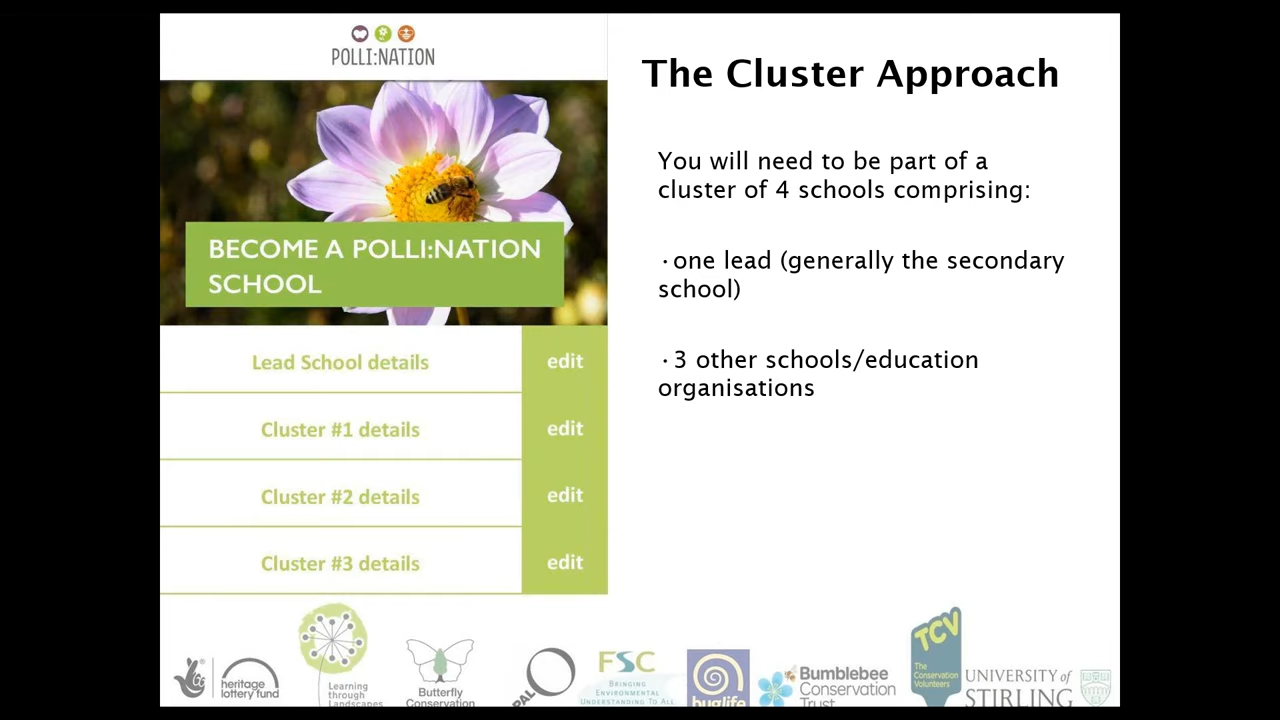 POLLI:NATION
BECOME A POLLI:NATION
SCHOOL
Lead School details
edit
Cluster #1 details
edit
Cluster #2 details
edit
Cluster #3 details
edit
The Cluster Approach
You will need to be part of a
cluster of 4 schools comprising:
·one lead (generally the secondary
school)
·3 other schools/education
organisations
heritage
lottery fund
Learning
through
Landscapes
Butterfly
Conservation
OPAL
FSC
BRINGING
ENVIRONMENTAL
UNDERSTANDING TO ALL
buglife
Bumblebee
Conservation
Trust
TCV
The
Conservation
Volunteers
UNIVERSITY of
STIRLING